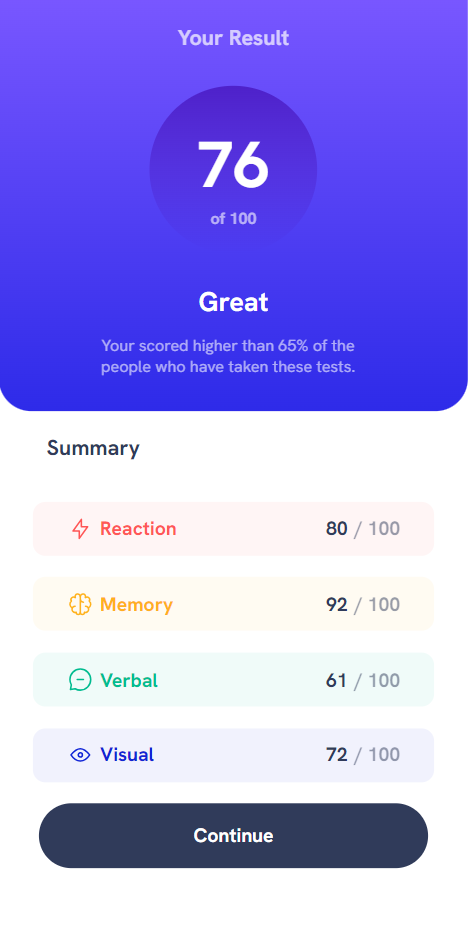 Your Result
76
of 100
Great
Your scored higher than 65% of the
people who have taken these tests.
Summary
Reaction 80 / 100
Memory 92 / 100
Verbal 61 / 100
Visual 72 / 100
Continue